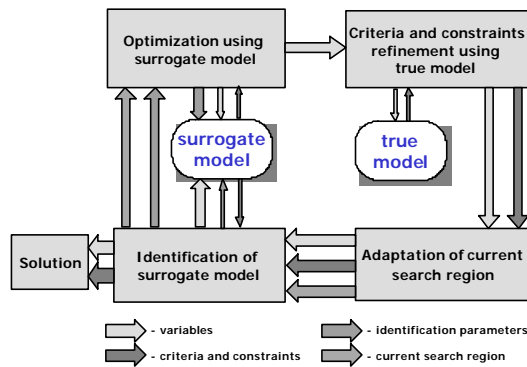 Optimization using
surrogate model
Criteria and constraints
refinement using
true model
surrogate
model
true
model
Solution
Identification of
surrogate model
Adaptation of current
search region
- variables
- identification parameters
- criteria and constraints
- current search region